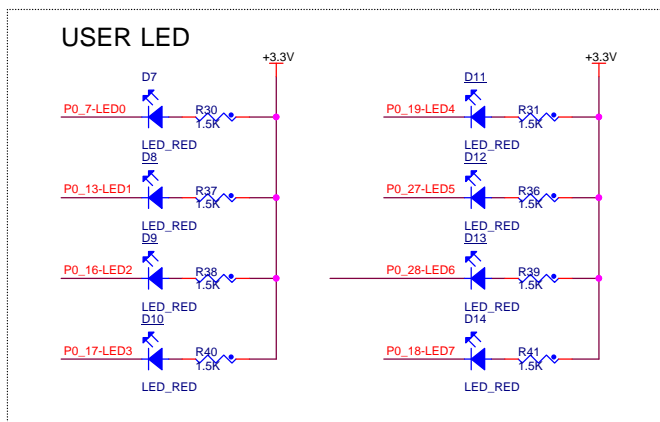 USER LED
+3.3V
+3.3V
D7
D11
P0_7-LED0
R30
1.5K
P0_19-LED4
R31
1.5K
LED_RED
LED_RED
D8
D12
P0_13-LED1
R37
1.5K
P0_27-LED5
R36
1.5K
LED_RED
LED_RED
D9
D13
P0_16-LED2
R38
1.5K
P0_28-LED6
R39
1.5K
LED_RED
LED_RED
D10
D14
P0_17-LED3
R40
1.5K
P0_18-LED7
R41
1.5K
LED_RED
LED_RED